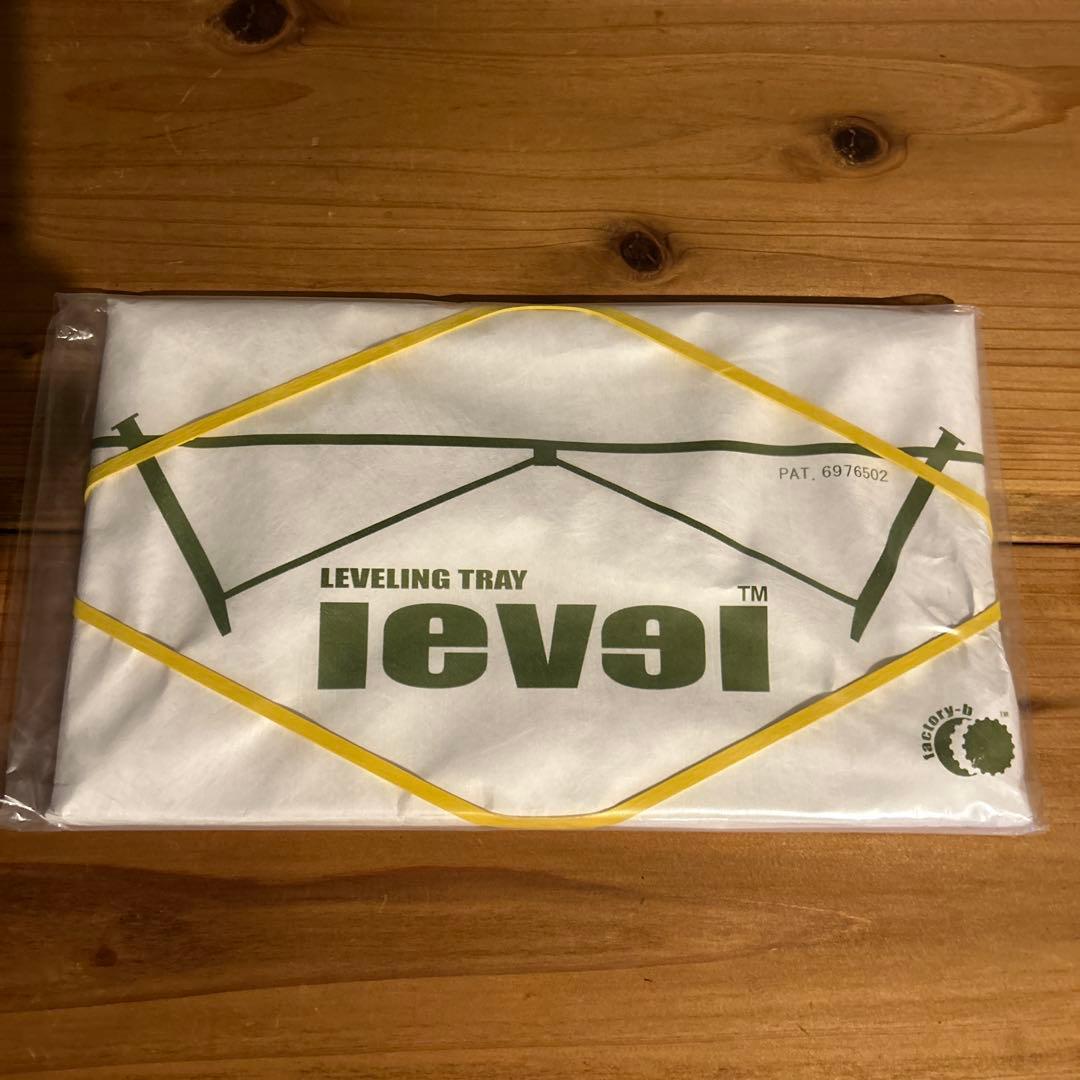 PAT. 6976502
LEVELING TRAY
level TM
factory-b TM